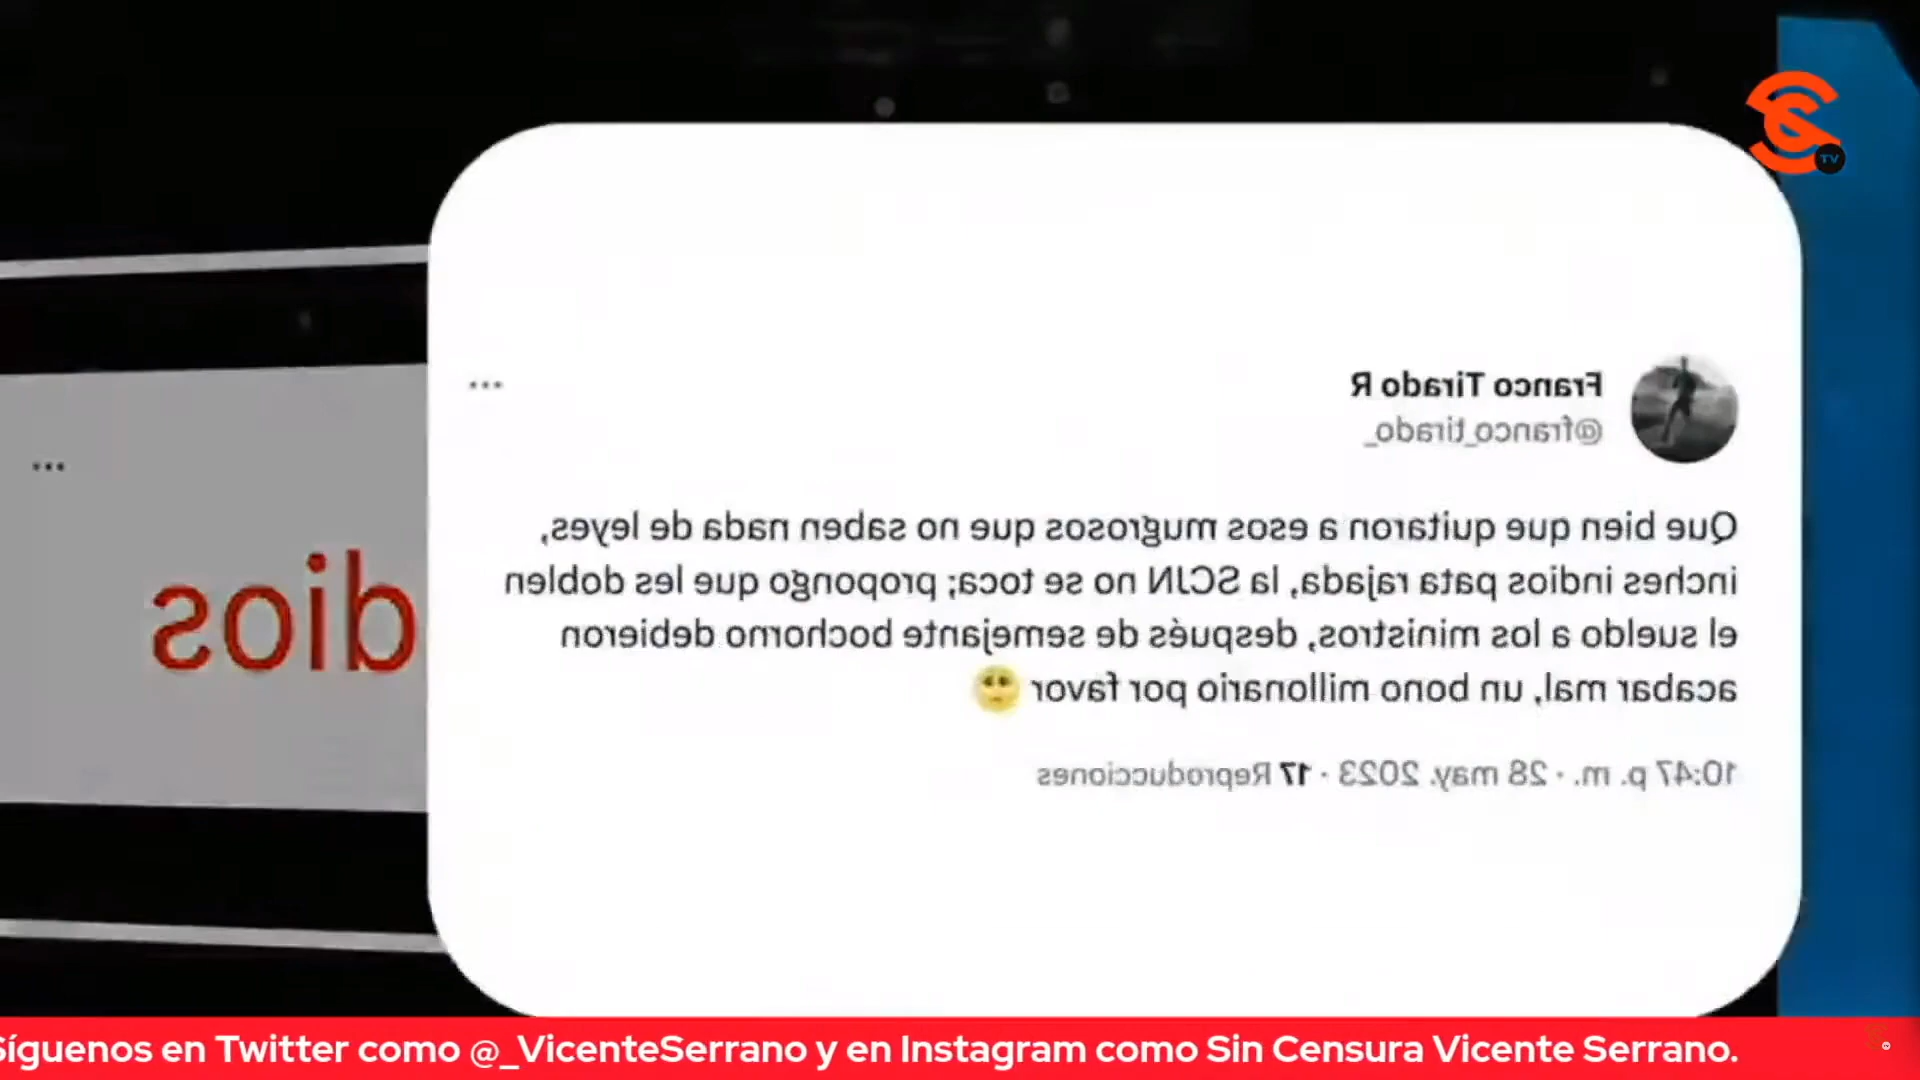 TV
Franco Tirado R
@franco_tirado_
Que bien que quitaron a esos mugrosos que no saben nada de leyes,
inches indios pata rajada, la SCJN no se toca; propongo que les doblen
el sueldo a los ministros, después de semejante bochorno debieron
acabar mal, un bono millonario por favor
10:47 p. m. · 28 may. 2023 · 17 Reproducciones
dios
Síguenos en Twitter como @_VicenteSerrano y en Instagram como Sin Censura Vicente Serrano.